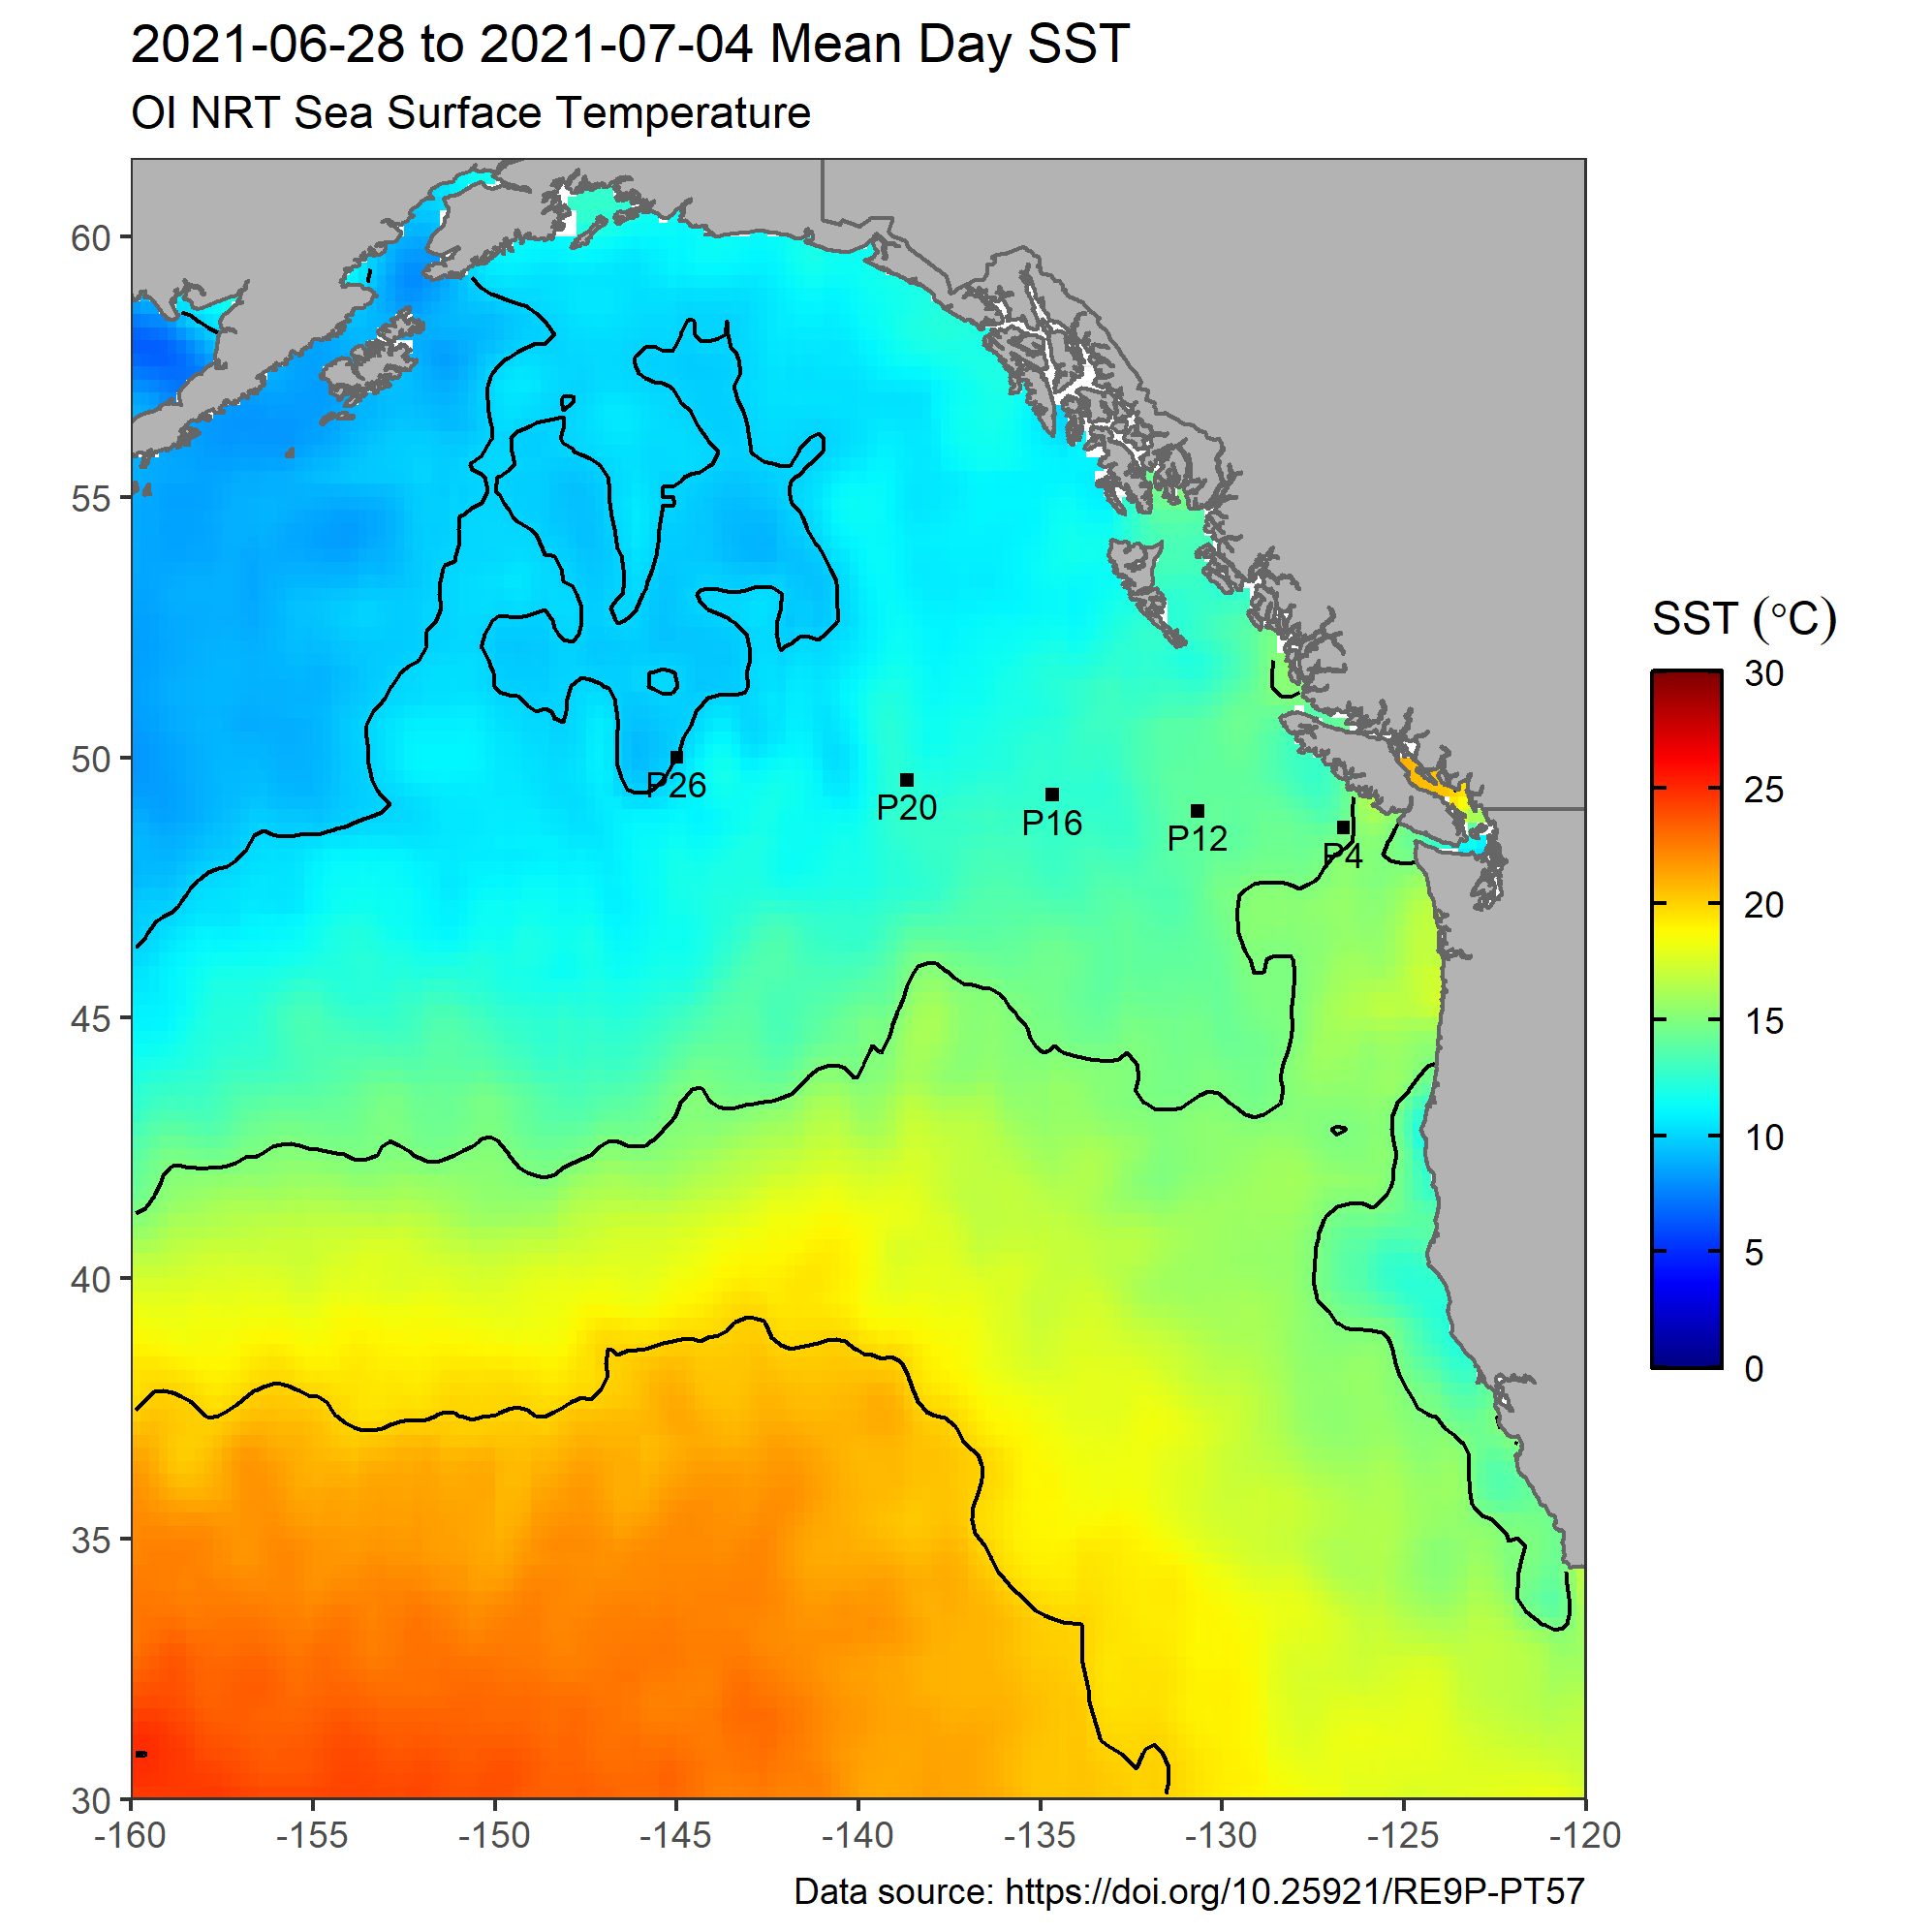 2021-06-28 to 2021-07-04 Mean Day SST
OI NRT Sea Surface Temperature
60
55
50
45
40
35
30
P26
P20
P16
P12
P4
-160 -155 -150 -145 -140 -135 -130 -125 -120
SST (°C)
30
25
20
15
10
5
0
Data source: https://doi.org/10.25921/RE9P-PT57